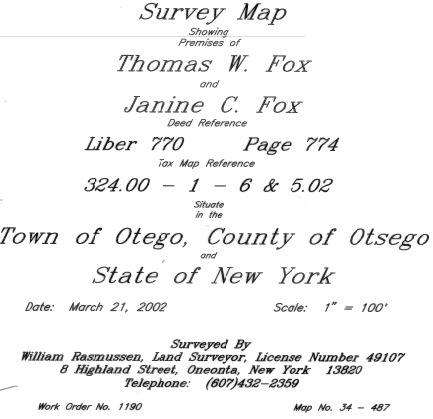 Survey Map
Showing
Premises of
Thomas W. Fox
and
Janine C. Fox
Deed Reference
Liber 770 Page 774
Tax Map Reference
324.00 - 1 - 6 & 5.02
Situate
in the
Town of Otego, County of Otsego
and
State of New York
Date: March 21, 2002 Scale: 1" = 100'
Surveyed By
William Rasmussen, Land Surveyor, License Number 49107
8 Highland Street, Oneonta, New York 13820
Telephone: (607)432-2359
Work Order No. 1190 Map No. 34 - 487